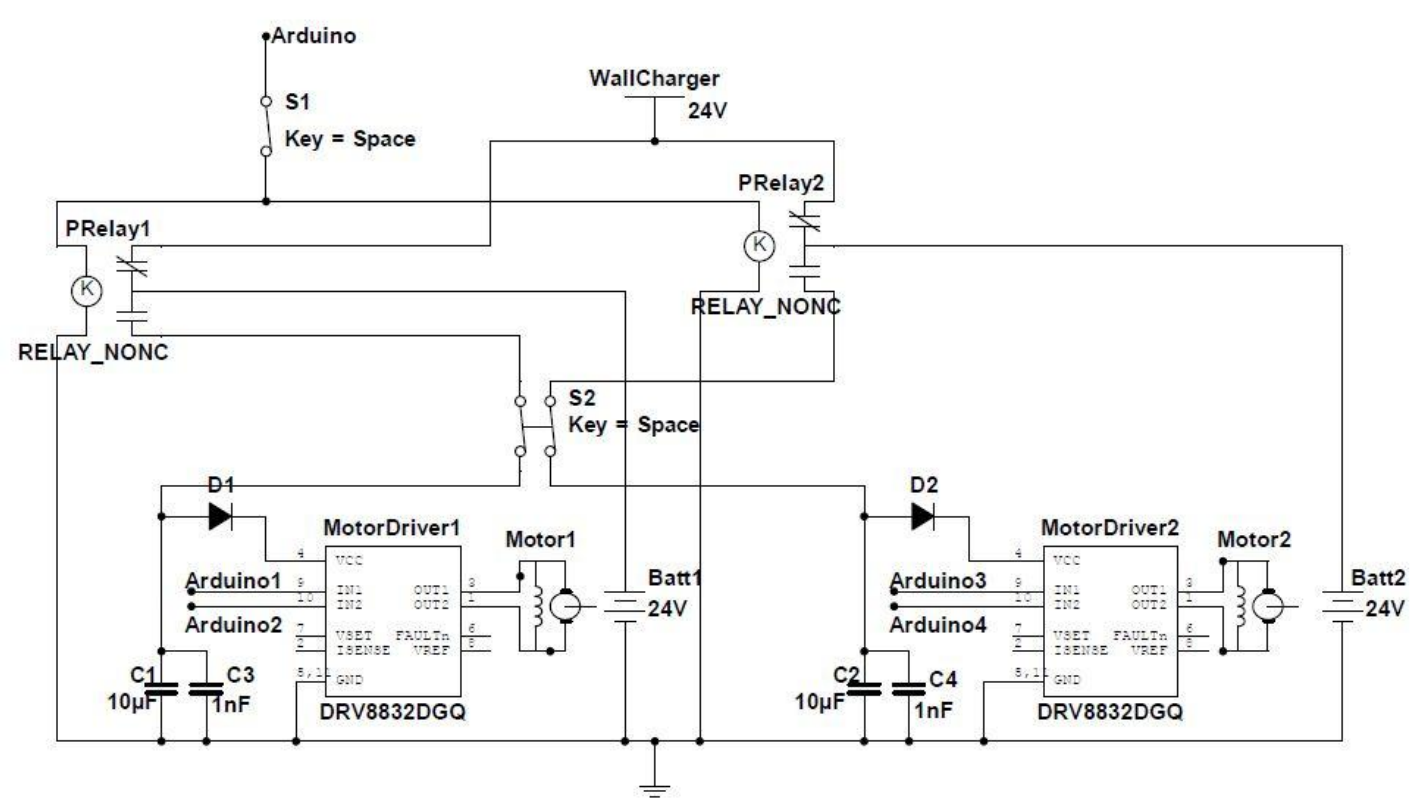 Arduino
S1
Key = Space
WallCharger
24V
PRelay2
K
RELAY_NONC
PRelay1
K
RELAY_NONC
S2
Key = Space
D1
MotorDriver1
Motor1
4 VCC
Arduino1 9 IN1 OUT1 3
10 IN2 OUT2 1
Arduino2
7 VSET FAULTn 6
2 ISENSE VREF 8
GND
DRV8832DGQ
C1
10µF
C3
1nF
Batt1
24V
D2
MotorDriver2
Motor2
4 VCC
Arduino3 9 IN1 OUT1 3
10 IN2 OUT2 1
Arduino4
7 VSET FAULTn 6
2 ISENSE VREF 8
GND
DRV8832DGQ
C2
10µF
C4
1nF
Batt2
24V